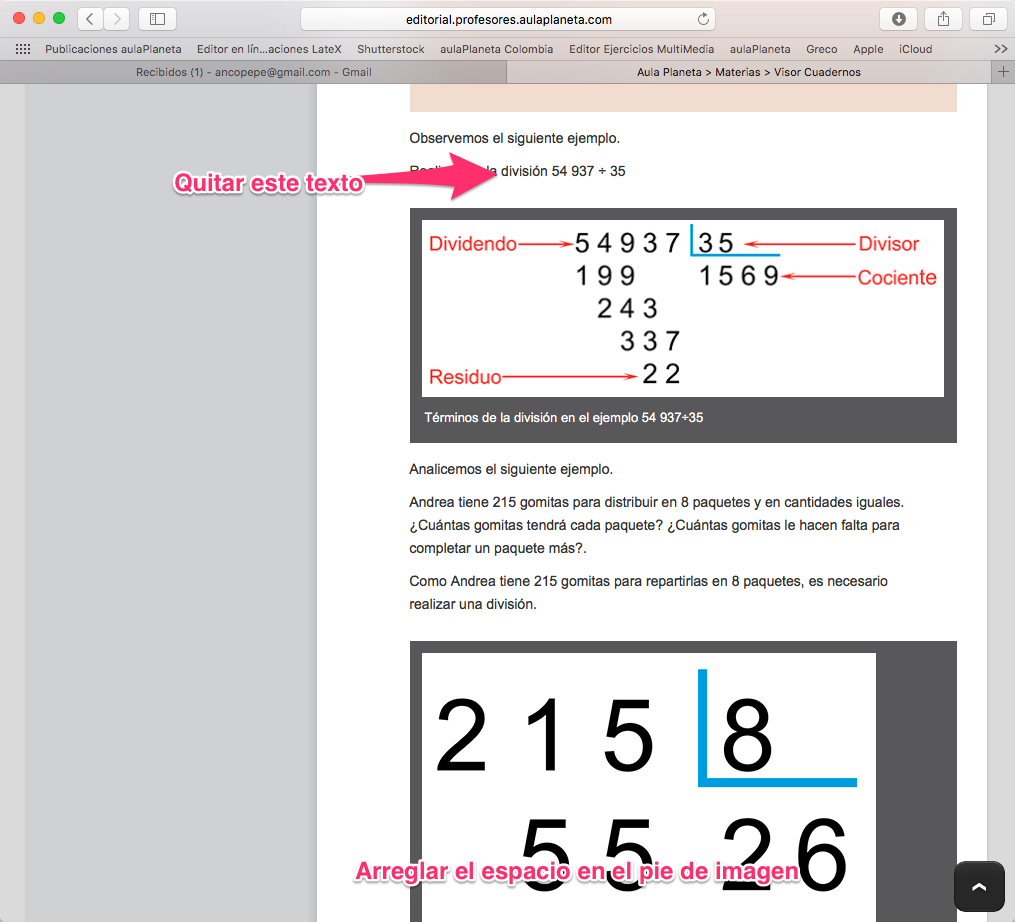 editorial.profesores.aulaplaneta.com
Publicaciones aulaPlaneta Editor en lín...aciones LateX Shutterstock aulaPlaneta Colombia Editor Ejercicios MultiMedia aulaPlaneta Greco Apple iCloud >>
Recibidos (1) - ancopepe@gmail.com - Gmail Aula Planeta > Materias > Visor Cuadernos +
Observemos el siguiente ejemplo.
división 54 937 ÷ 35
Quitar este texto
Dividendo 5 4 9 3 7 3 5 Divisor
1 9 9 1 5 6 9 Cociente
2 4 3
3 3 7
Residuo 2 2
Términos de la división en el ejemplo 54 937÷35
Analicemos el siguiente ejemplo.
Andrea tiene 215 gomitas para distribuir en 8 paquetes y en cantidades iguales.
¿Cuántas gomitas tendrá cada paquete? ¿Cuántas gomitas le hacen falta para
completar un paquete más?.
Como Andrea tiene 215 gomitas para repartirlas en 8 paquetes, es necesario
realizar una división.
2 1 5 8
5 5 2 6
Arreglar el espacio en el pie de imagen